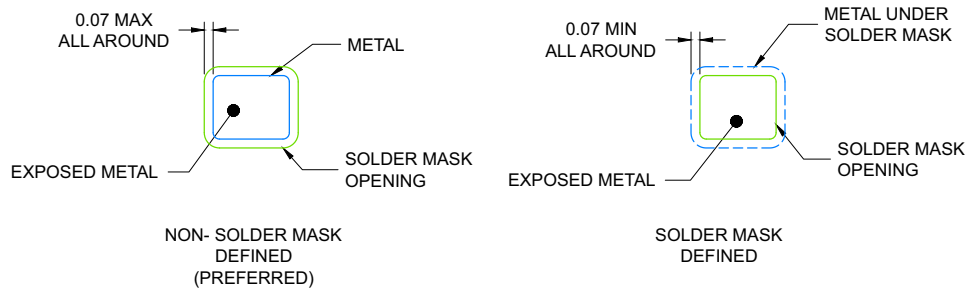 0.07 MAX
ALL AROUND
METAL
EXPOSED METAL
SOLDER MASK
OPENING
NON- SOLDER MASK
DEFINED
(PREFERRED)
0.07 MIN
ALL AROUND
METAL UNDER
SOLDER MASK
EXPOSED METAL
SOLDER MASK
OPENING
SOLDER MASK
DEFINED